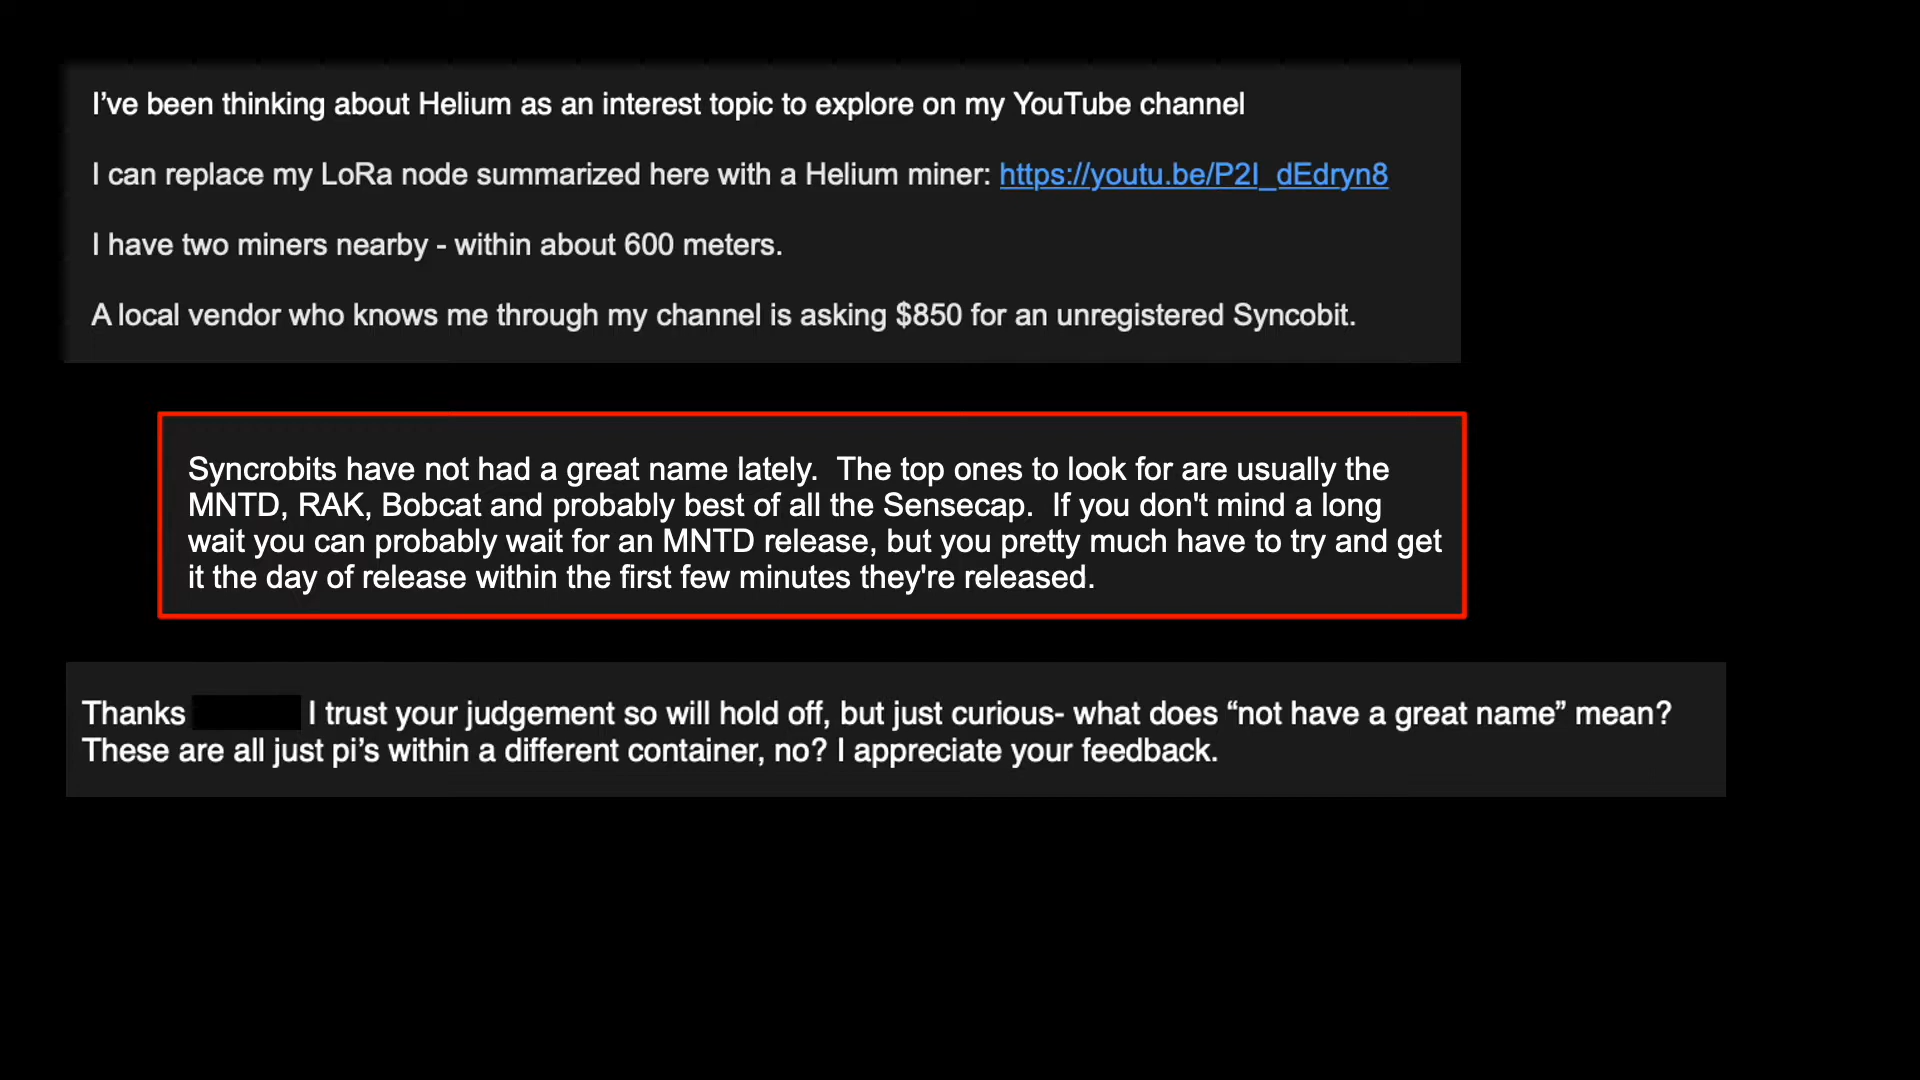 I’ve been thinking about Helium as an interest topic to explore on my YouTube channel
I can replace my LoRa node summarized here with a Helium miner: https://youtu.be/P2I_dEdryn8
I have two miners nearby - within about 600 meters.
A local vendor who knows me through my channel is asking $850 for an unregistered Syncobit.
Syncrobits have not had a great name lately.  The top ones to look for are usually the
MNTD, RAK, Bobcat and probably best of all the Sensecap.  If you don't mind a long
wait you can probably wait for an MNTD release, but you pretty much have to try and get
it the day of release within the first few minutes they're released.
Thanks I trust your judgement so will hold off, but just curious- what does “not have a great name” mean?
These are all just pi’s within a different container, no? I appreciate your feedback.